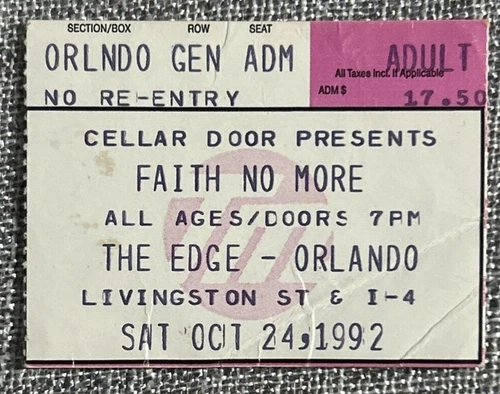 SECTION/BOX ROW SEAT
ORLNDO GEN ADM ADULT
All Taxes Incl. If Applicable
NO RE-ENTRY ADM $ 17.50
CELLAR DOOR PRESENTS
FAITH NO MORE
ALL AGES/DOORS 7PM
THE EDGE - ORLANDO
LIVINGSTON ST & I-4
SAT OCT 24,1992